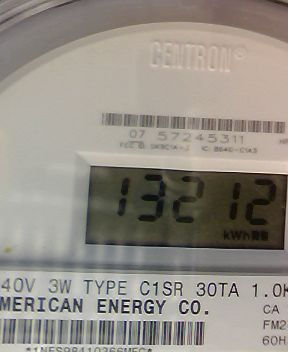 CENTRON®
07 57245311
13212
kWh
40V 3W TYPE C1SR 30TA 1.0K
MERICAN ENERGY CO.
CA
FM2
60H